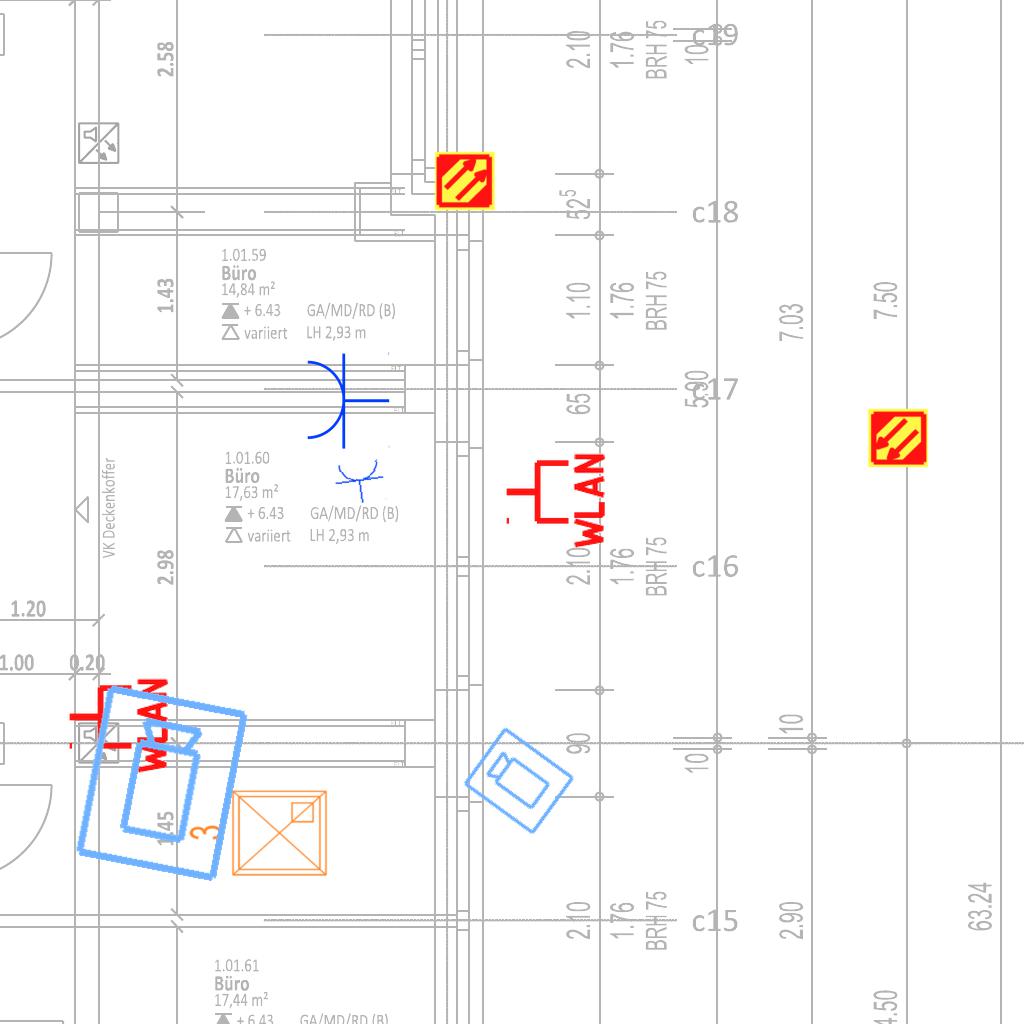 2.58
2.10
1.76
BRH 75
c19
10
52⁵
c18
1.01.59
Büro
14,84 m²
+ 6.43 GA/MD/RD (B)
variiert LH 2,93 m
1.43
1.10
1.76
BRH 75
7.03
7.50
c17
5.90
65
1.01.60
Büro
17,63 m²
+ 6.43 GA/MD/RD (B)
variiert LH 2,93 m
VK Deckenkoffer
WLAN
2.98
2.10
1.76
BRH 75
c16
1.20
1.00
0.20
WLAN
90
10
10
1.45
3
2.10
1.76
BRH 75
c15
2.90
63.24
1.01.61
Büro
17,44 m²
+ 6.43 GA/MD/RD (B)
4.50